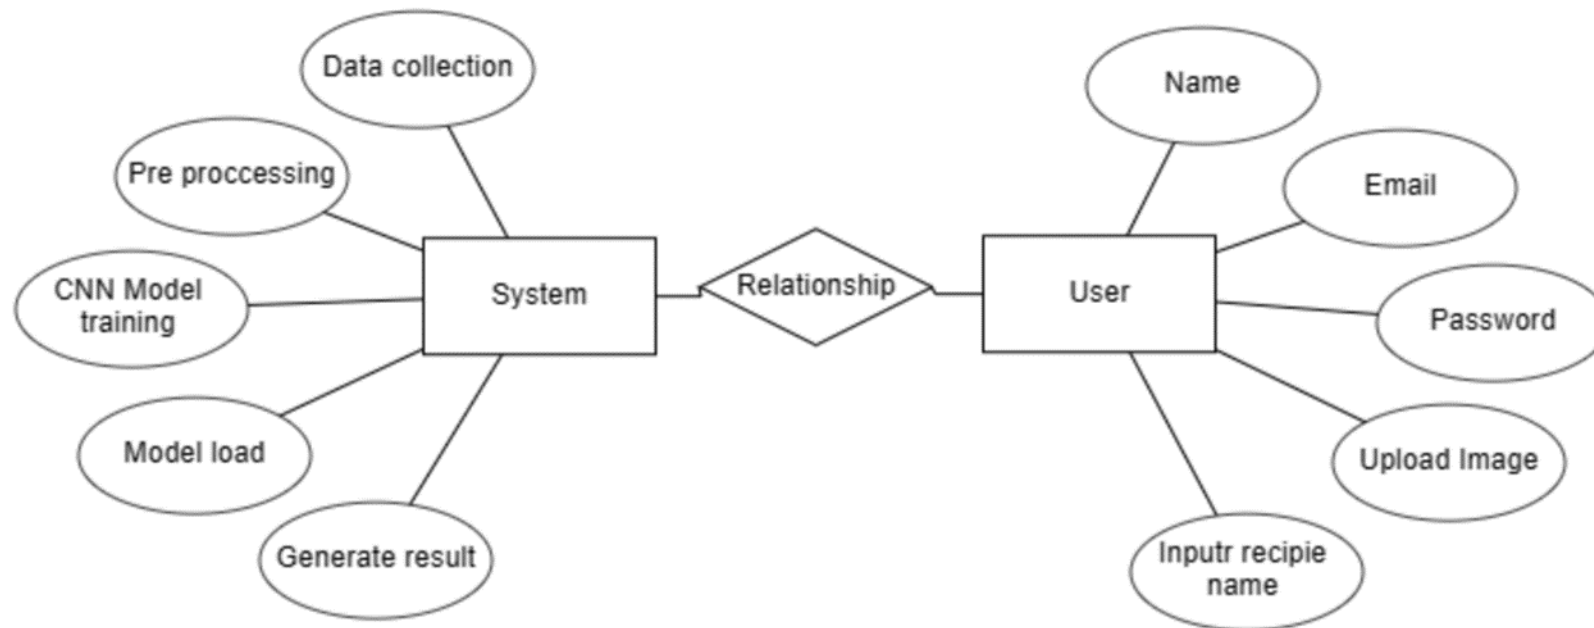 Data collection
Pre proccessing
CNN Model
training
Model load
Generate result
System
Relationship
User
Name
Email
Password
Upload Image
Inputr recipie
name